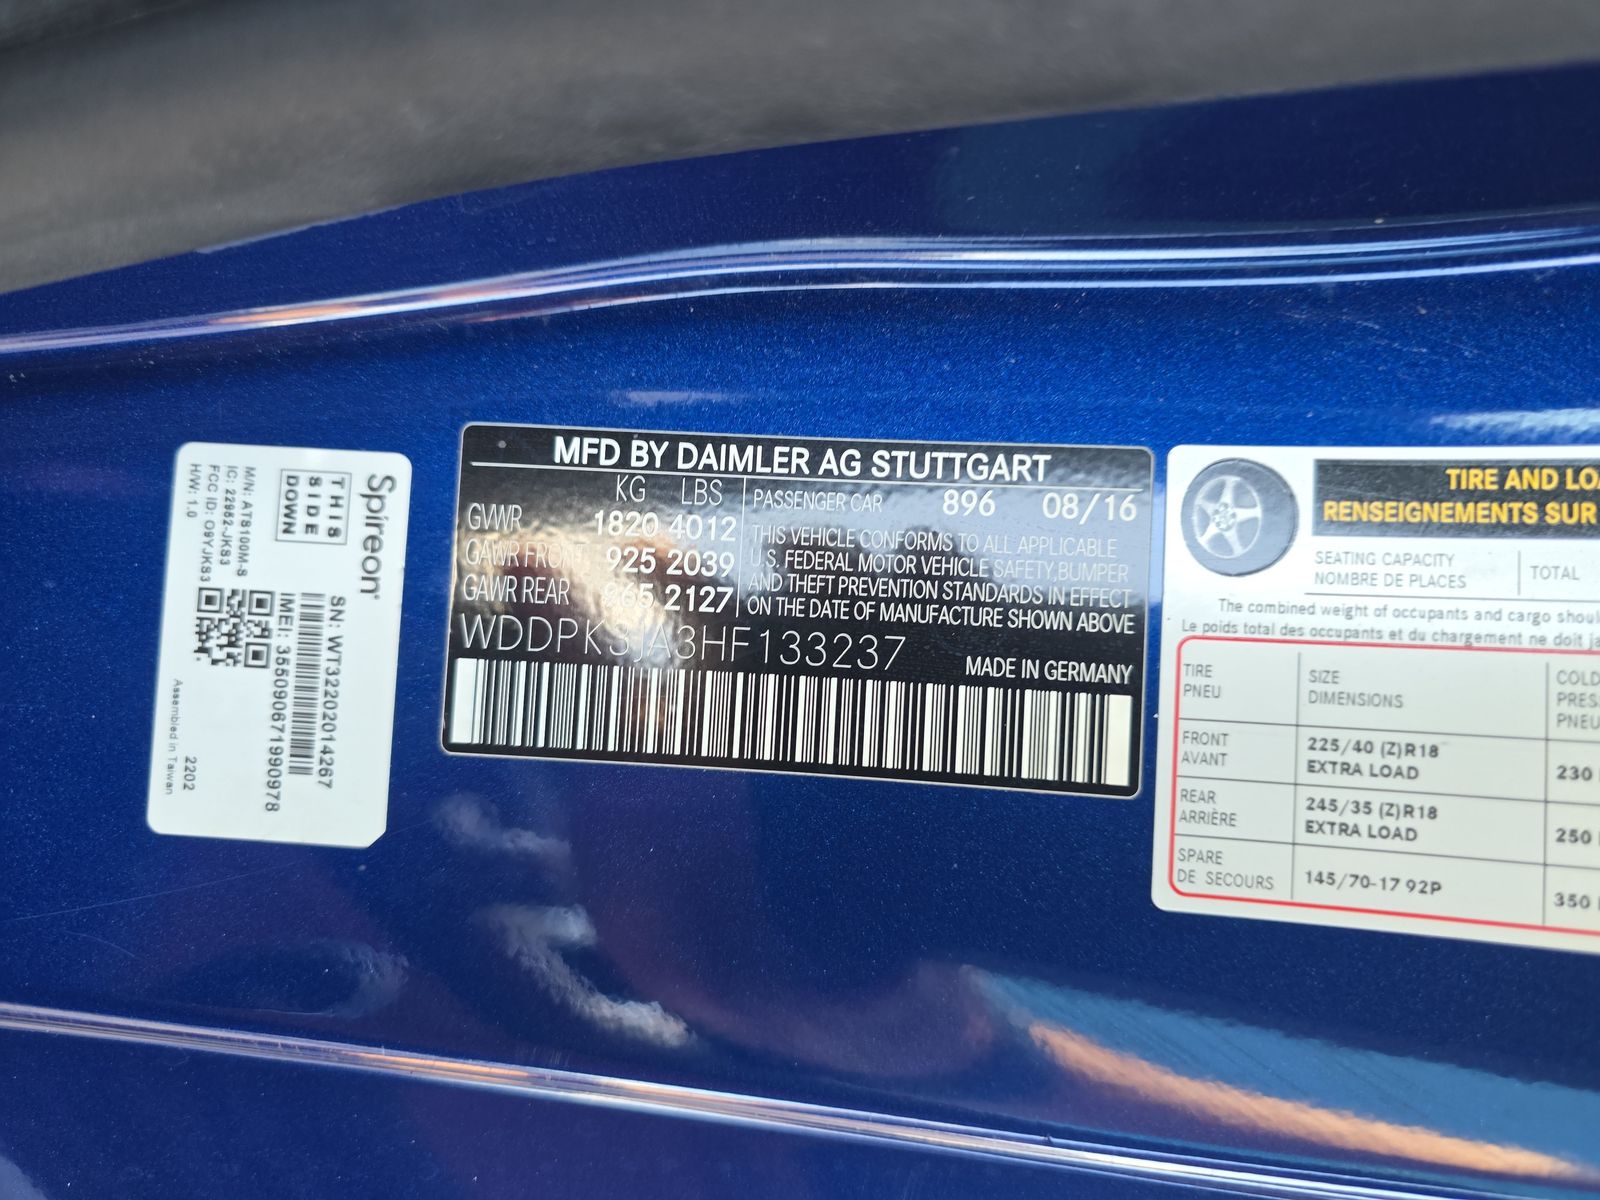 Spireon®
THIS
SIDE
DOWN
M/N: AT8100M-S
IC: 22952-JK83
FCC ID: O9YJK83
H/W: 1.0
SN: WT32202014267
IMEI: 355090671990978
2202
Assembled in Taiwan
MFD BY DAIMLER AG STUTTGART
KG LBS
GVWR 1820 4012
GAWR FRONT 925 2039
GAWR REAR 965 2127
PASSENGER CAR 896 08/16
THIS VEHICLE CONFORMS TO ALL APPLICABLE
U.S. FEDERAL MOTOR VEHICLE SAFETY, BUMPER
AND THEFT PREVENTION STANDARDS IN EFFECT
ON THE DATE OF MANUFACTURE SHOWN ABOVE
WDDPK3JA3HF133237
MADE IN GERMANY
TIRE AND LOA
RENSEIGNEMENTS SUR
SEATING CAPACITY
NOMBRE DE PLACES
TOTAL
The combined weight of occupants and cargo shoul
Le poids total des occupants et du chargement ne doit ja
TIRE
PNEU
SIZE
DIMENSIONS
COLD
PRES
PNEU
FRONT
AVANT
225/40 (Z)R18
EXTRA LOAD
230
REAR
ARRIÈRE
245/35 (Z)R18
EXTRA LOAD
250
SPARE
DE SECOURS
145/70-17 92P
350